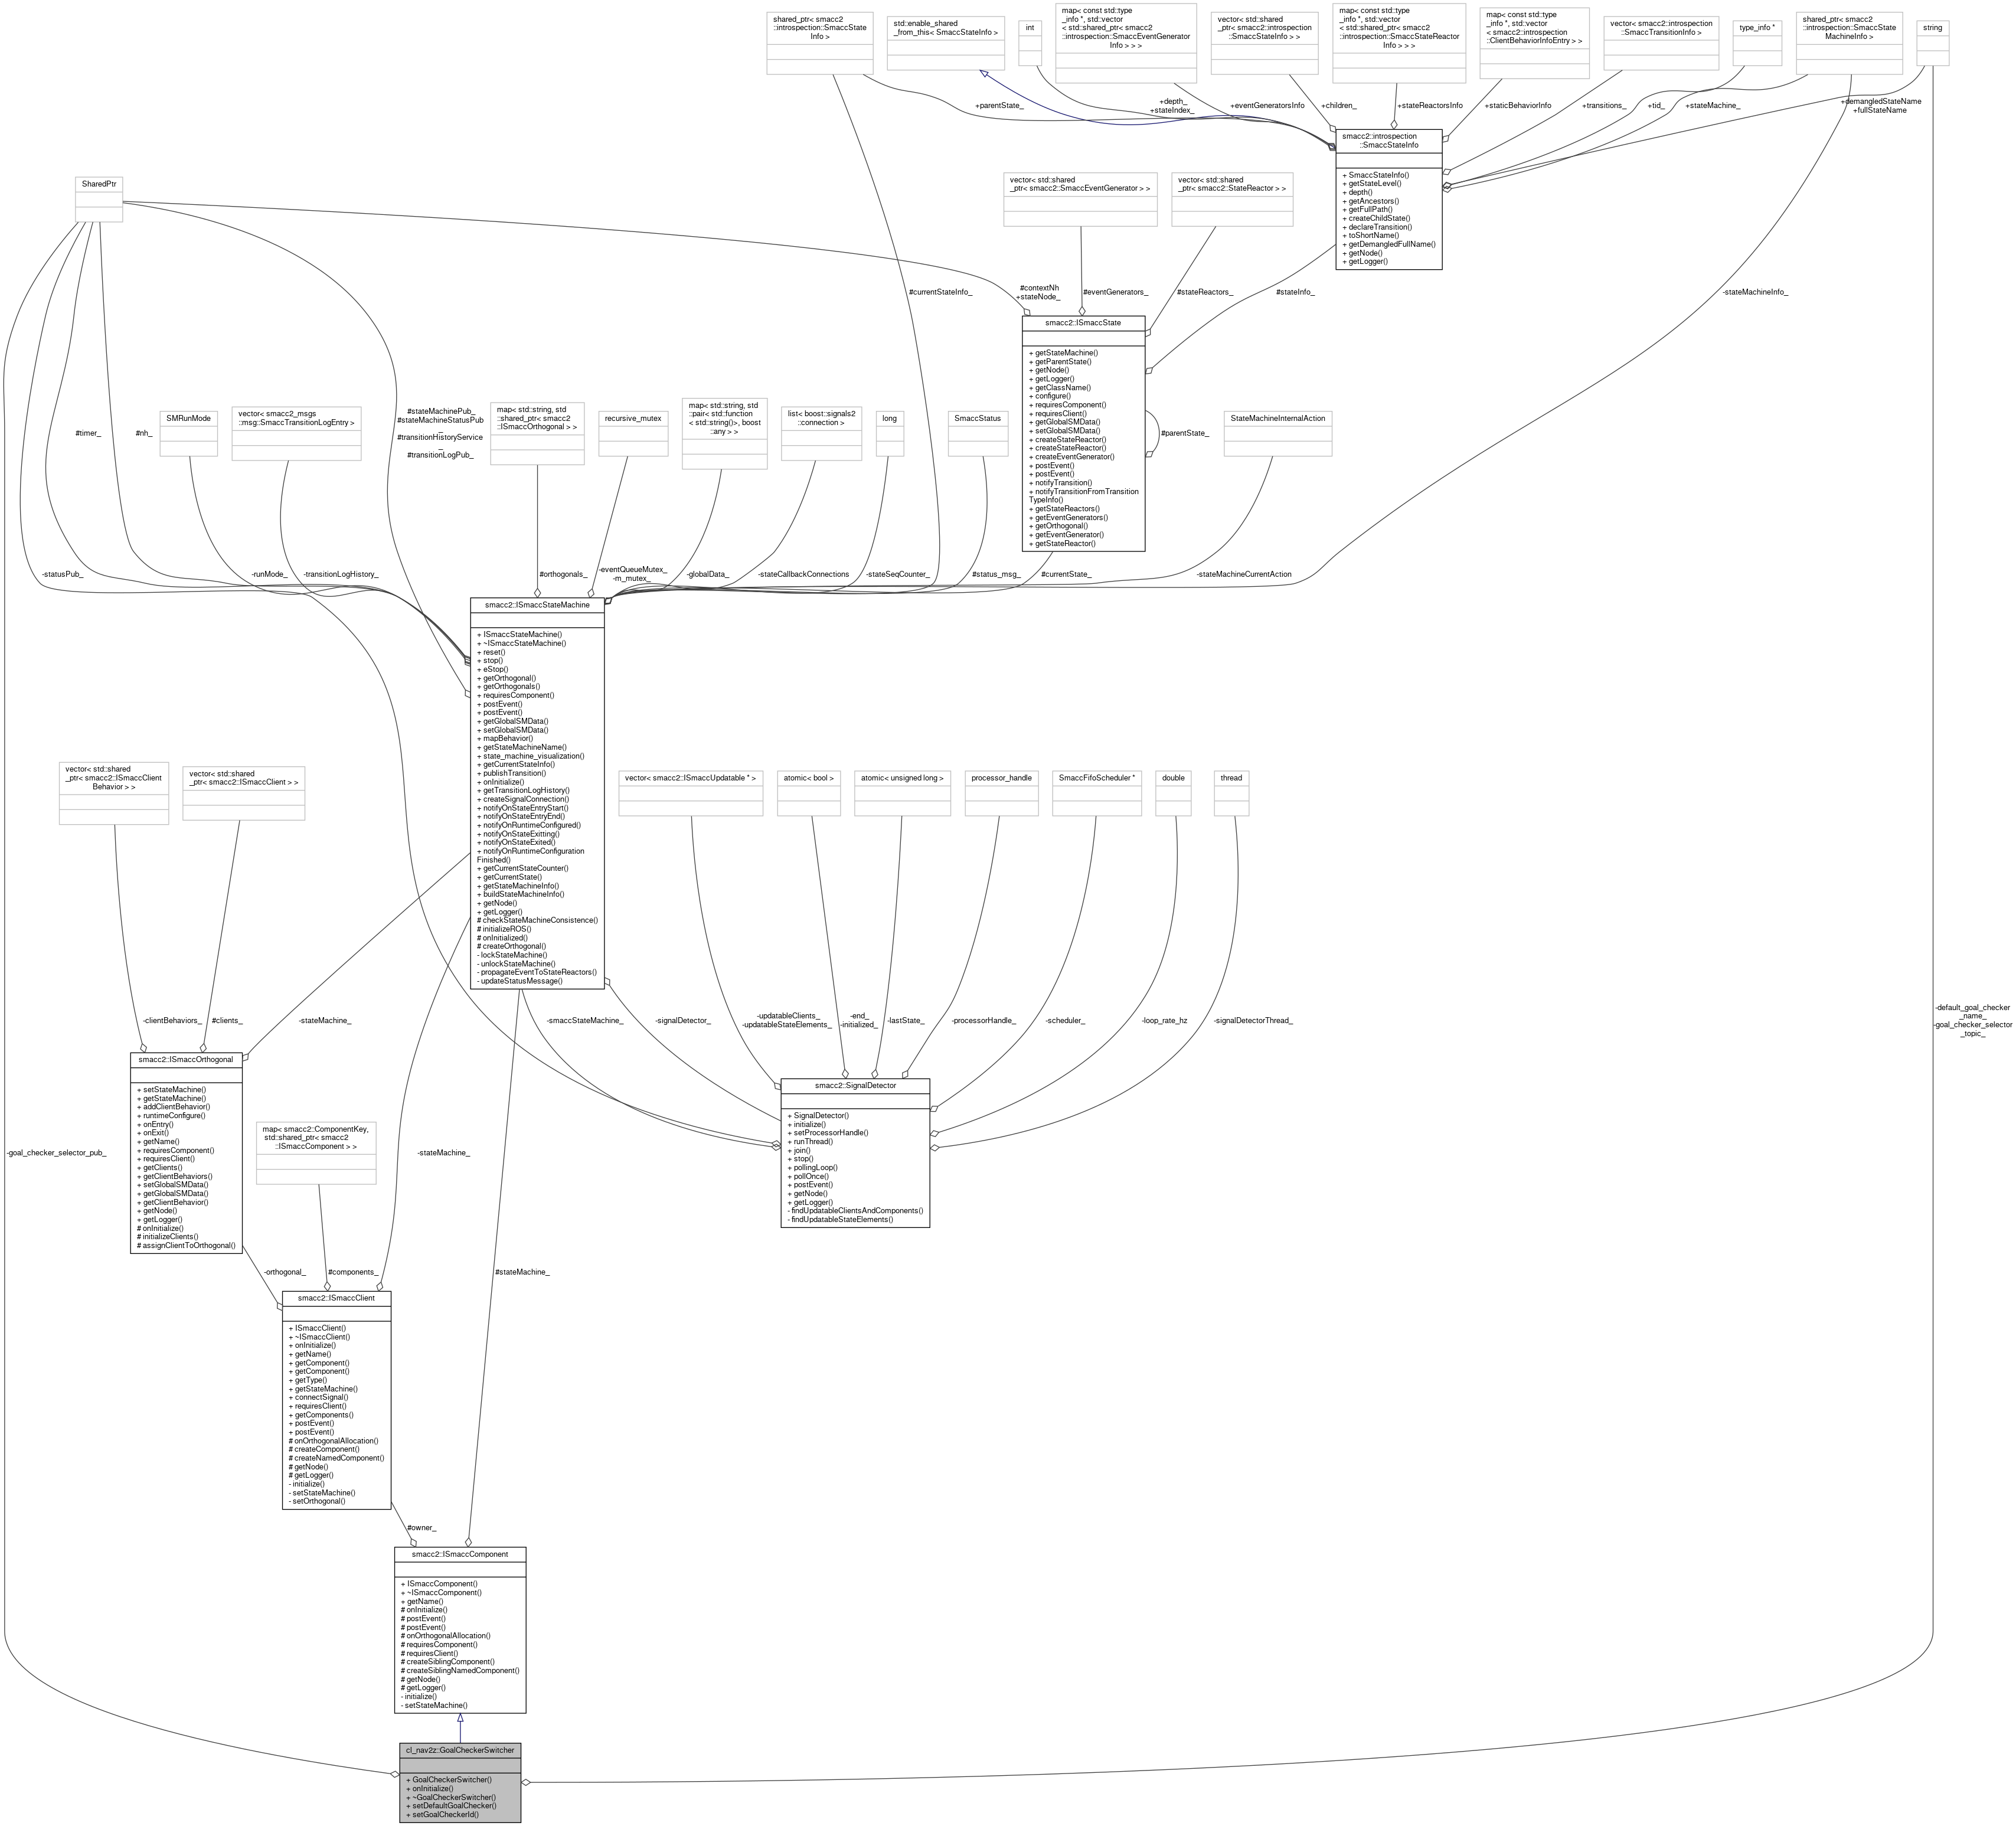 shared_ptr< smacc2
::introspection::SmaccState
Info >
std::enable_shared
_from_this< SmaccStateInfo >
int
map< const std::type
_info *, std::vector
< std::shared_ptr< smacc2
::introspection::SmaccEventGenerator
Info > > >
vector< std::shared
_ptr< smacc2::introspection
::SmaccStateInfo > >
map< const std::type
_info *, std::vector
< std::shared_ptr< smacc2
::introspection::SmaccStateReactor
Info > > >
map< const std::type
_info *, std::vector
< smacc2::introspection
::ClientBehaviorInfoEntry > >
vector< smacc2::introspection
::SmaccTransitionInfo >
type_info *
shared_ptr< smacc2
::introspection::SmaccState
MachineInfo >
string
+parentState_
+depth_
+stateIndex_
+eventGeneratorsInfo
+children_
+stateReactorsInfo
+staticBehaviorInfo
+transitions_
+tid_
+stateMachine_
+demangledStateName
+fullStateName
smacc2::introspection
::SmaccStateInfo
+ SmaccStateInfo()
+ getStateLevel()
+ depth()
+ getAncestors()
+ getFullPath()
+ createChildState()
+ declareTransition()
+ toShortName()
+ getDemangledFullName()
+ getNode()
+ getLogger()
SharedPtr
vector< std::shared
_ptr< smacc2::SmaccEventGenerator > >
vector< std::shared
_ptr< smacc2::StateReactor > >
#currentStateInfo_
#contextNh
+stateNode_
#eventGenerators_
#stateReactors_
#stateInfo_
-stateMachineInfo_
smacc2::ISmaccState
+ getStateMachine()
+ getParentState()
+ getNode()
+ getLogger()
+ getClassName()
+ configure()
+ requiresComponent()
+ requiresClient()
+ getGlobalSMData()
+ setGlobalSMData()
+ createStateReactor()
+ createStateReactor()
+ createEventGenerator()
+ postEvent()
+ postEvent()
+ notifyTransition()
+ notifyTransitionFromTransition
TypeInfo()
+ getStateReactors()
+ getEventGenerators()
+ getOrthogonal()
+ getEventGenerator()
+ getStateReactor()
#parentState_
#timer_
#nh_
SMRunMode
vector< smacc2_msgs
::msg::SmaccTransitionLogEntry >
#stateMachinePub_
#stateMachineStatusPub
_
#transitionHistoryService
_
#transitionLogPub_
map< std::string, std
::shared_ptr< smacc2
::ISmaccOrthogonal > >
recursive_mutex
map< std::string, std
::pair< std::function
< std::string()>, boost
::any > >
list< boost::signals2
::connection >
long
SmaccStatus
StateMachineInternalAction
-statusPub_
-runMode_
-transitionLogHistory_
#orthogonals_
-eventQueueMutex_
-m_mutex_
-globalData_
-stateCallbackConnections
-stateSeqCounter_
#status_msg_
#currentState_
-stateMachineCurrentAction
smacc2::ISmaccStateMachine
+ ISmaccStateMachine()
+ ~ISmaccStateMachine()
+ reset()
+ stop()
+ eStop()
+ getOrthogonal()
+ getOrthogonals()
+ requiresComponent()
+ postEvent()
+ postEvent()
+ getGlobalSMData()
+ setGlobalSMData()
+ mapBehavior()
+ getStateMachineName()
+ state_machine_visualization()
+ getCurrentStateInfo()
+ publishTransition()
+ onInitialize()
+ getTransitionLogHistory()
+ createSignalConnection()
+ notifyOnStateEntryStart()
+ notifyOnStateEntryEnd()
+ notifyOnRuntimeConfigured()
+ notifyOnStateExitting()
+ notifyOnStateExited()
+ notifyOnRuntimeConfiguration
Finished()
+ getCurrentStateCounter()
+ getCurrentState()
+ getStateMachineInfo()
+ buildStateMachineInfo()
+ getNode()
+ getLogger()
# checkStateMachineConsistence()
# initializeROS()
# onInitialized()
# createOrthogonal()
- lockStateMachine()
- unlockStateMachine()
- propagateEventToStateReactors()
- updateStatusMessage()
vector< std::shared
_ptr< smacc2::ISmaccClient
Behavior > >
vector< std::shared
_ptr< smacc2::ISmaccClient > >
vector< smacc2::ISmaccUpdatable * >
atomic< bool >
atomic< unsigned long >
processor_handle
SmaccFifoScheduler *
double
thread
-clientBehaviors_
#clients_
-stateMachine_
-smaccStateMachine_
-signalDetector_
-updatableClients_
-updatableStateElements_
-end_
-initialized_
-lastState_
-processorHandle_
-scheduler_
-loop_rate_hz
-signalDetectorThread_
-default_goal_checker
_name_
-goal_checker_selector
_topic_
smacc2::ISmaccOrthogonal
+ setStateMachine()
+ getStateMachine()
+ addClientBehavior()
+ runtimeConfigure()
+ onEntry()
+ onExit()
+ getName()
+ requiresComponent()
+ requiresClient()
+ getClients()
+ getClientBehaviors()
+ setGlobalSMData()
+ getGlobalSMData()
+ getClientBehavior()
+ getNode()
+ getLogger()
# onInitialize()
# initializeClients()
# assignClientToOrthogonal()
smacc2::SignalDetector
+ SignalDetector()
+ initialize()
+ setProcessorHandle()
+ runThread()
+ join()
+ stop()
+ pollingLoop()
+ pollOnce()
+ postEvent()
+ getNode()
+ getLogger()
- findUpdatableClientsAndComponents()
- findUpdatableStateElements()
map< smacc2::ComponentKey,
std::shared_ptr< smacc2
::ISmaccComponent > >
-goal_checker_selector_pub_
-stateMachine_
-orthogonal_
#components_
#stateMachine_
smacc2::ISmaccClient
+ ISmaccClient()
+ ~ISmaccClient()
+ onInitialize()
+ getName()
+ getComponent()
+ getComponent()
+ getType()
+ getStateMachine()
+ connectSignal()
+ requiresClient()
+ getComponents()
+ postEvent()
+ postEvent()
# onOrthogonalAllocation()
# createComponent()
# createNamedComponent()
# getNode()
# getLogger()
- initialize()
- setStateMachine()
- setOrthogonal()
#owner_
smacc2::ISmaccComponent
+ ISmaccComponent()
+ ~ISmaccComponent()
+ getName()
# onInitialize()
# postEvent()
# postEvent()
# onOrthogonalAllocation()
# requiresComponent()
# requiresClient()
# createSiblingComponent()
# createSiblingNamedComponent()
# getNode()
# getLogger()
- initialize()
- setStateMachine()
cl_nav2z::GoalCheckerSwitcher
+ GoalCheckerSwitcher()
+ onInitialize()
+ ~GoalCheckerSwitcher()
+ setDefaultGoalChecker()
+ setGoalCheckerId()